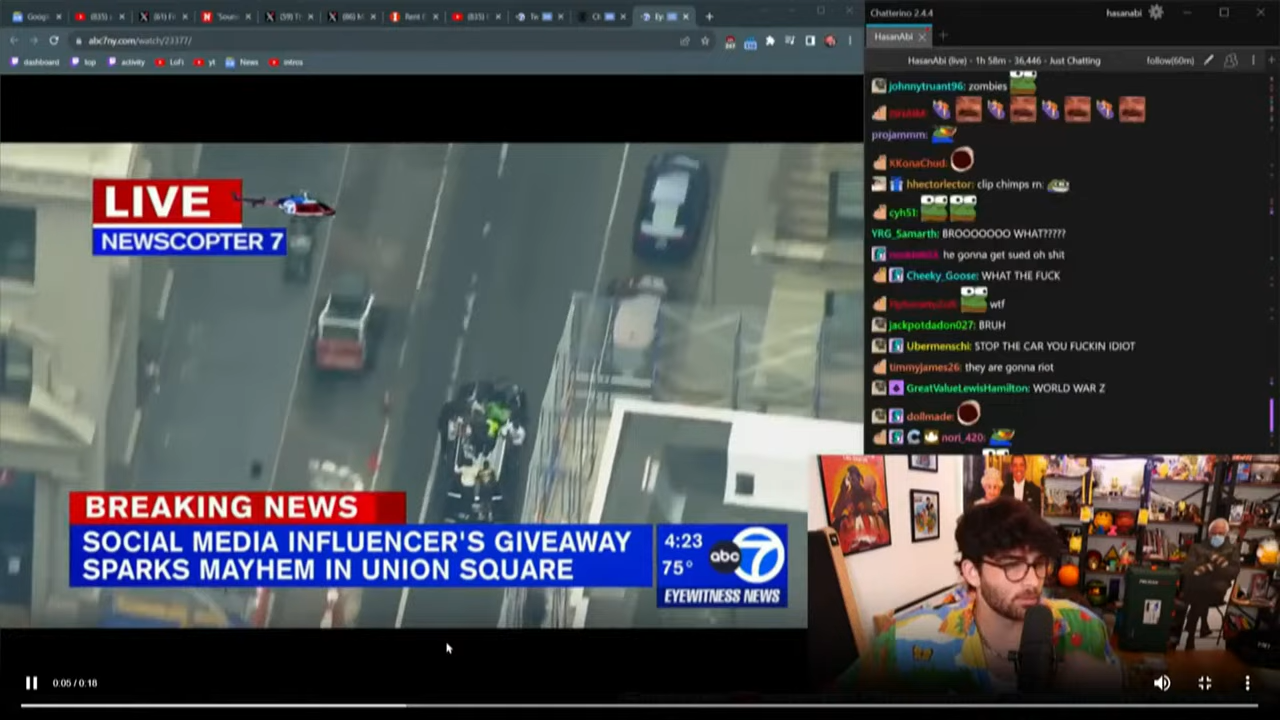 Chatterino 2.4.4
hasanabi
HasanAbi
abc7ny.com/watch/23377/
dashboard top activity LoFi yt News intros
HasanAbi (live) - 1h 58m - 36,446 - Just Chatting
follow(60m)
johnnytruant96: zombies
projammm:
KKonaChud:
hhectorlector: clip chimps rn:
cyh51:
YRG_Samarth: BROOOOOOO WHAT?????
he gonna get sued oh shit
Cheeky_Goose: WHAT THE FUCK
wtf
jackpotdadon027: BRUH
Ubermenschi: STOP THE CAR YOU FUCKIN IDIOT
timmyjames26: they are gonna riot
GreatValueLewisHamilton: WORLD WAR Z
dollmade:
nori_420:
LIVE
NEWSCOPTER 7
BREAKING NEWS
SOCIAL MEDIA INFLUENCER'S GIVEAWAY
SPARKS MAYHEM IN UNION SQUARE
4:23
75°
abc 7
EYEWITNESS NEWS
0:05 / 0:18